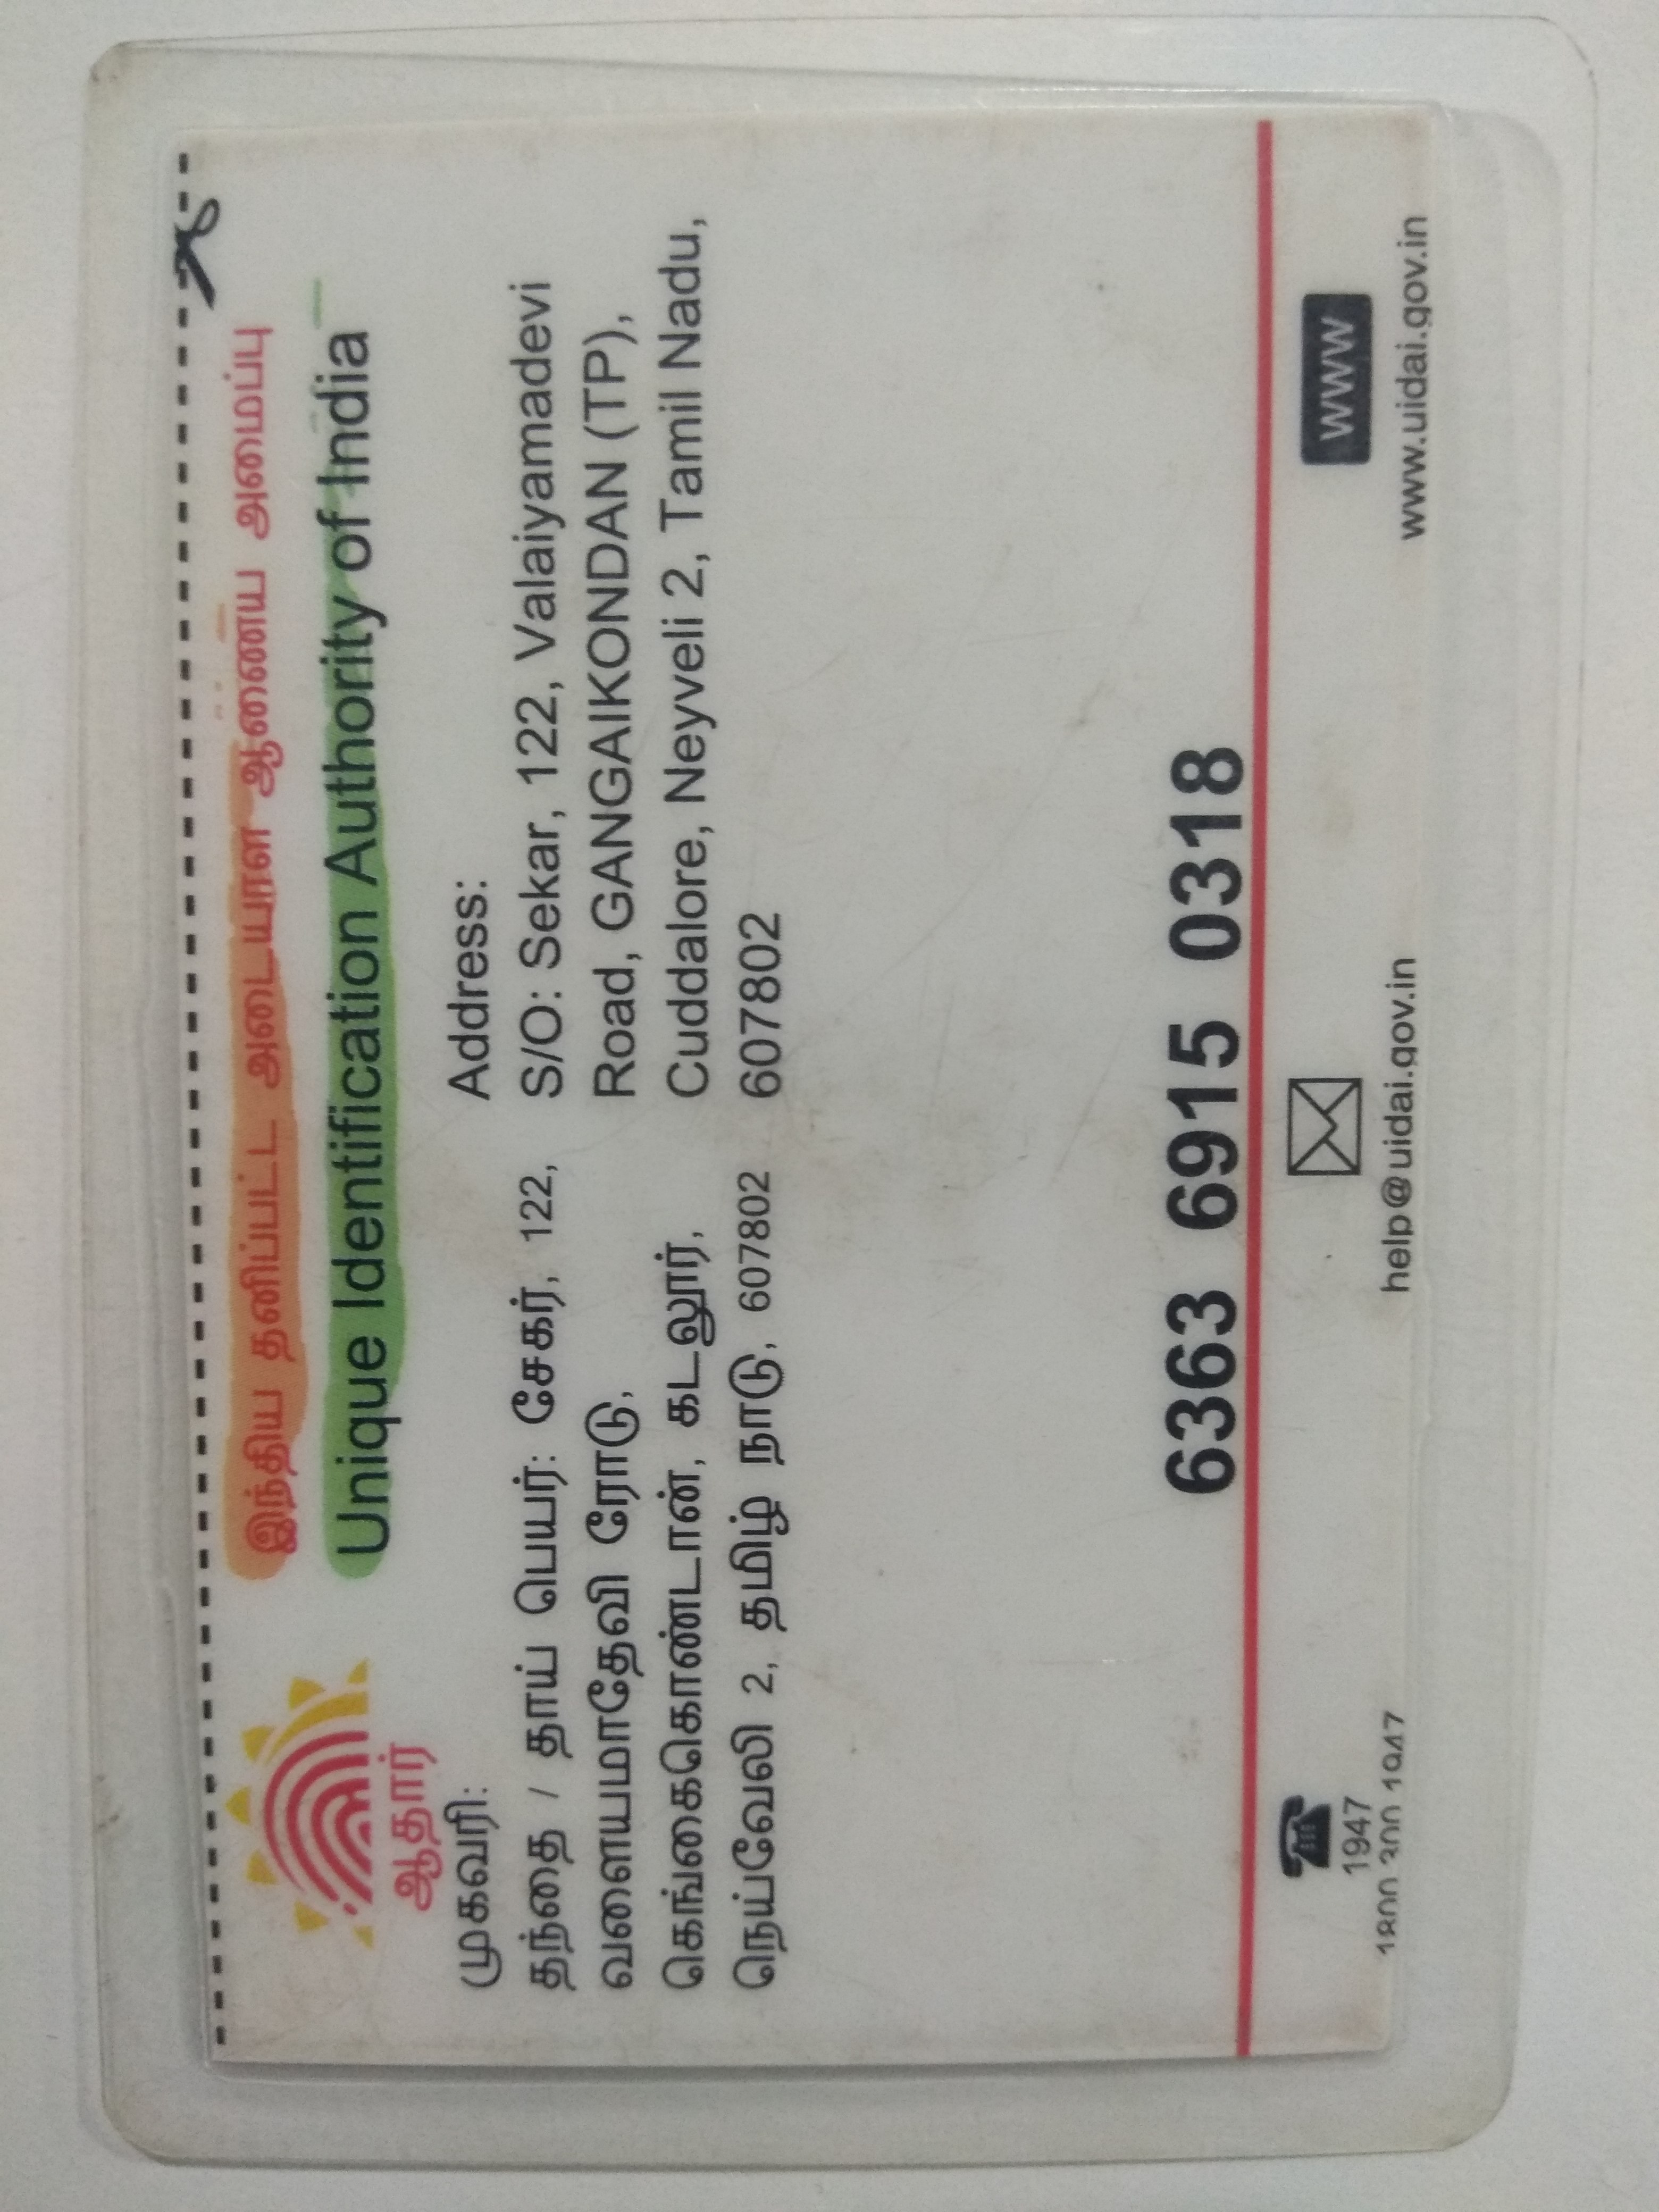 இந்திய தனிப்பட்ட அடையாள ஆணைய அமைப்பு
Unique Identification Authority of India
ஆதார்
முகவரி:
தந்தை / தாய் பெயர்: சேகர், 122,
வளையமாதேவி ரோடு,
கெங்கைகொண்டான், கடலூர்,
நெய்வேலி 2, தமிழ் நாடு, 607802
Address:
S/O: Sekar, 122, Valaiyamadevi
Road, GANGAIKONDAN (TP),
Cuddalore, Neyveli 2, Tamil Nadu,
607802
6363 6915 0318
1947
1800 300 1947
help@uidai.gov.in
WWW
www.uidai.gov.in